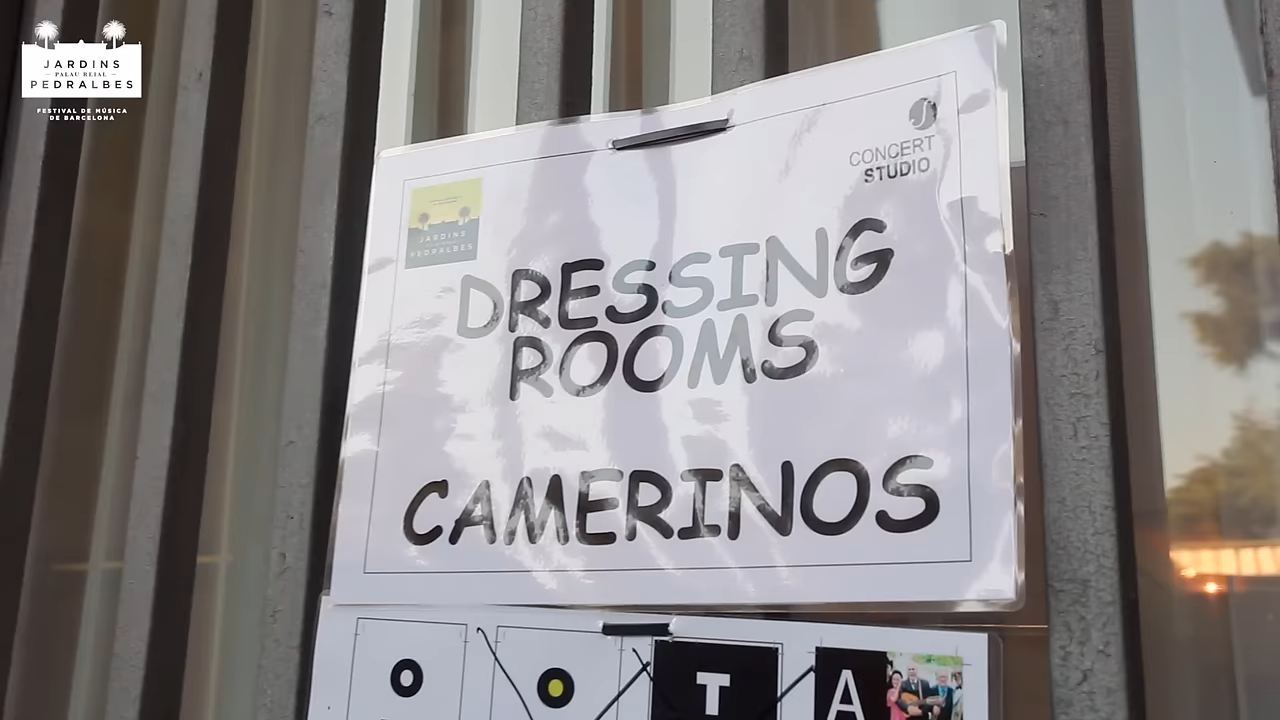 JARDINS
PALAU REIAL
PEDRALBES
FESTIVAL DE MÚSICA
DE BARCELONA
CONCERT
STUDIO
JARDINS
PEDRALBES
DRESSING
ROOMS
CAMERINOS
O O T A